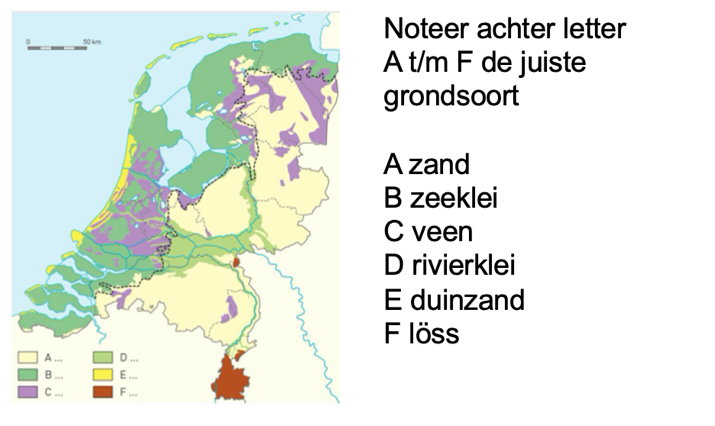 0 50 km
A ... D ...
B ... E ...
C ... F ...
Noteer achter letter
A t/m F de juiste
grondsoort
A zand
B zeeklei
C veen
D rivierklei
E duinzand
F löss